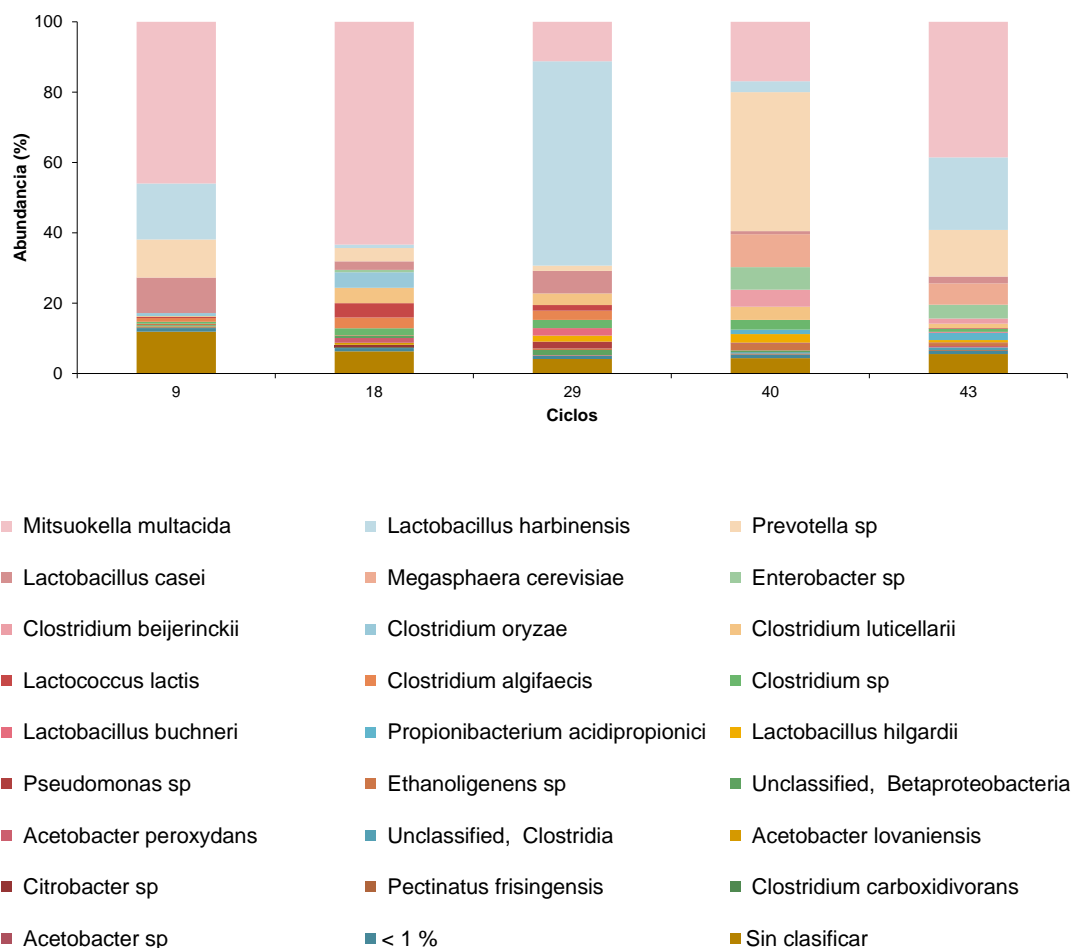 100
80
60
40
20
0
Abundancia (%)
9 18 29 40 43
Ciclos
Mitsuokella multacida Lactobacillus harbinensis Prevotella sp
Lactobacillus casei Megasphaera cerevisiae Enterobacter sp
Clostridium beijerinckii Clostridium oryzae Clostridium luticellarii
Lactococcus lactis Clostridium algifaecis Clostridium sp
Lactobacillus buchneri Propionibacterium acidipropionici Lactobacillus hilgardii
Pseudomonas sp Ethanoligenens sp Unclassified, Betaproteobacteria
Acetobacter peroxydans Unclassified, Clostridia Acetobacter lovaniensis
Citrobacter sp Pectinatus frisingensis Clostridium carboxidivorans
Acetobacter sp < 1 % Sin clasificar